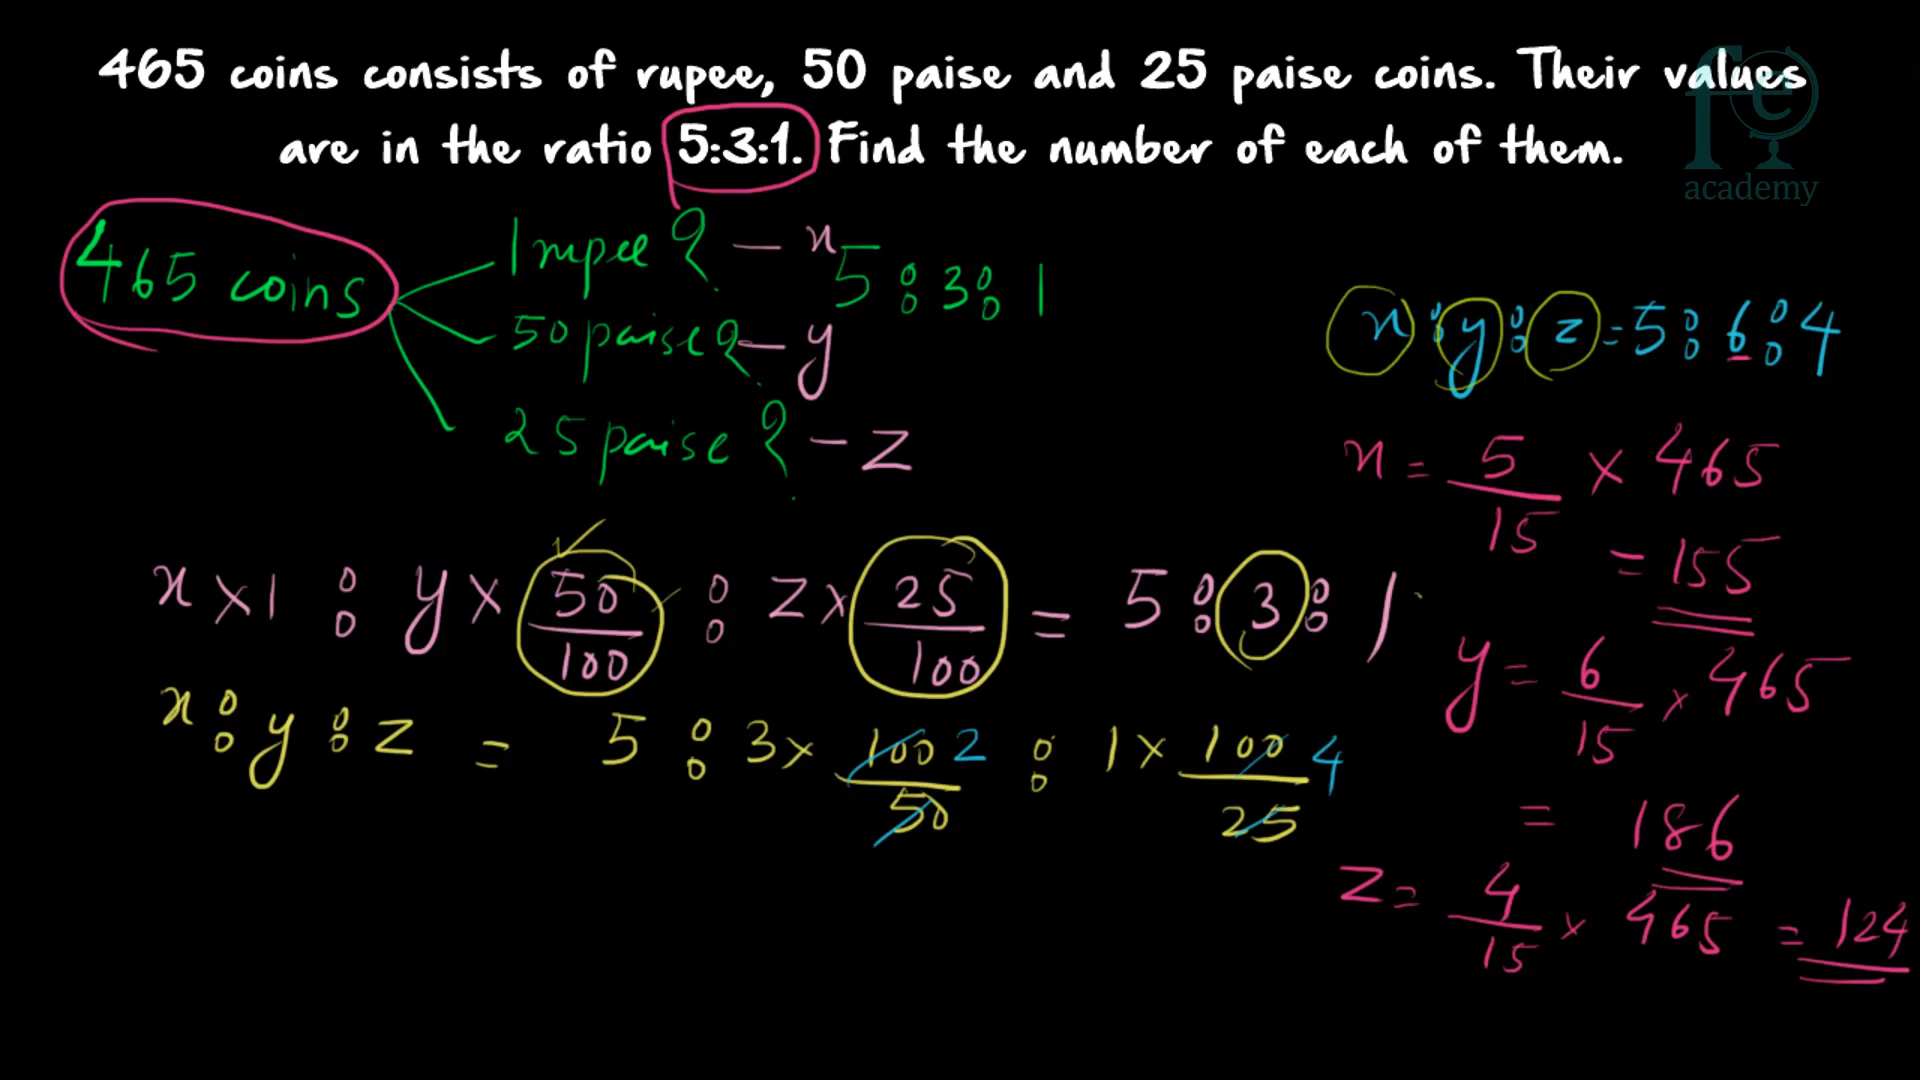 465 coins consists of rupee, 50 paise and 25 paise coins. Their values
are in the ratio 5:3:1. Find the number of each of them.
fe academy
465 coins
1 rupee ? — x
5 : 3 : 1
50 paise ? — y
25 paise ? — z
x × 1 : y × 50/100 : z × 25/100 = 5 : 3 : 1
x : y : z = 5 : 3 × 100/50 2 : 1 × 100/25 4
x : y : z = 5 : 6 : 4
x = 5/15 × 465
= 155
y = 6/15 × 465
= 186
z = 4/15 × 465 = 124